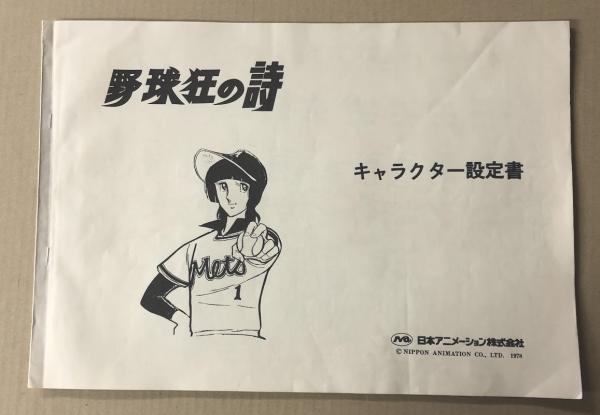 野球狂の詩
キャラクター設定書
Mets
1
日本アニメーション株式会社
© NIPPON ANIMATION CO., LTD. 1978